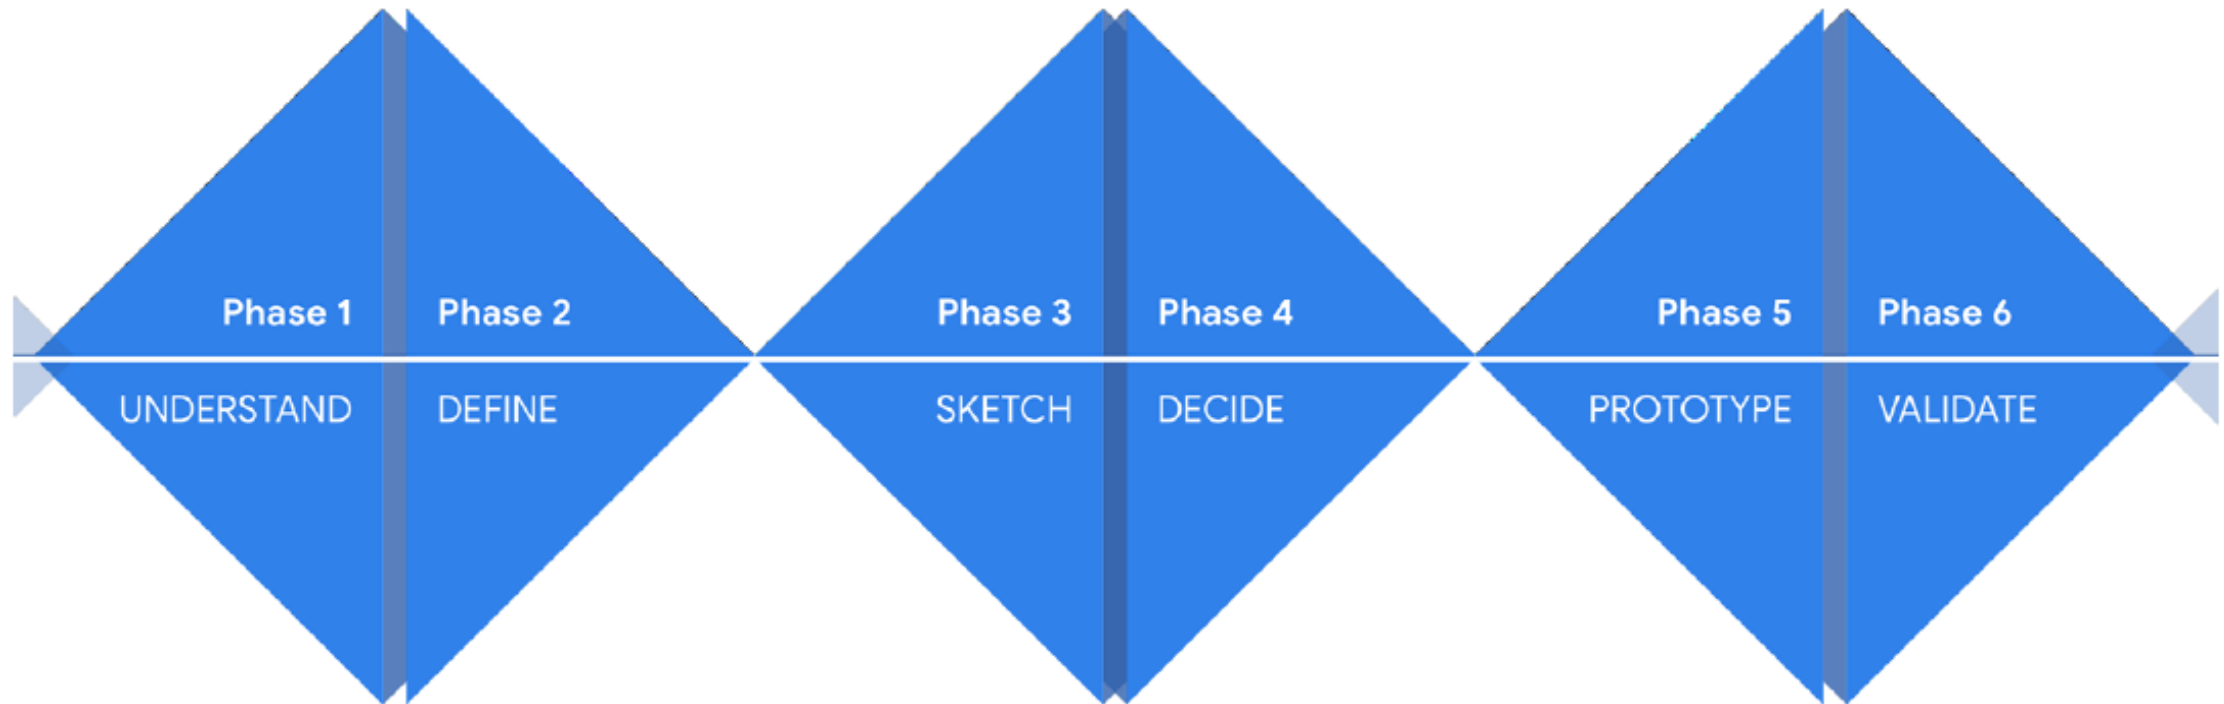 Phase 1
UNDERSTAND
Phase 2
DEFINE
Phase 3
SKETCH
Phase 4
DECIDE
Phase 5
PROTOTYPE
Phase 6
VALIDATE